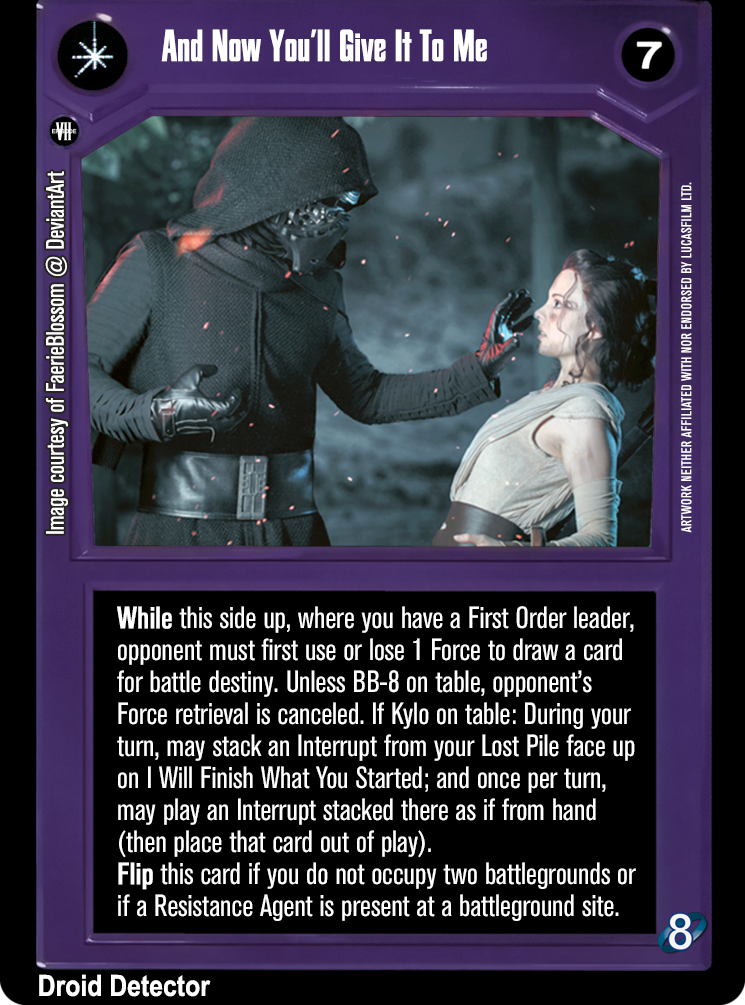 And Now You'll Give It To Me
7
EPISODE
VII
Image courtesy of FaerieBlossom @ DeviantArt
ARTWORK NEITHER AFFILIATED WITH NOR ENDORSED BY LUCASFILM LTD.
While this side up, where you have a First Order leader,
opponent must first use or lose 1 Force to draw a card
for battle destiny. Unless BB-8 on table, opponent's
Force retrieval is canceled. If Kylo on table: During your
turn, may stack an Interrupt from your Lost Pile face up
on I Will Finish What You Started; and once per turn,
may play an Interrupt stacked there as if from hand
(then place that card out of play).
Flip this card if you do not occupy two battlegrounds or
if a Resistance Agent is present at a battleground site.
8
Droid Detector